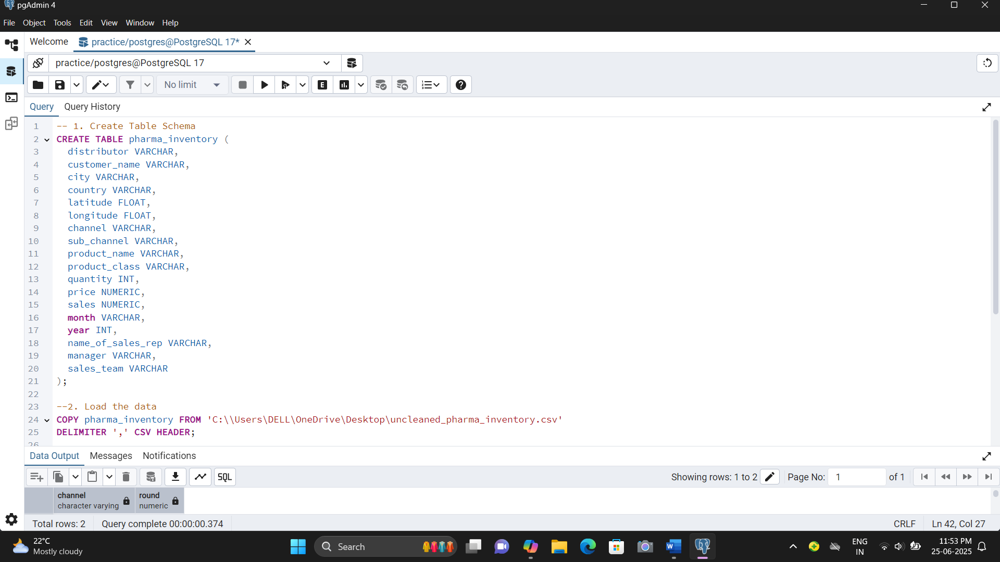 pgAdmin 4
File Object Tools Edit View Window Help
Welcome practice/postgres@PostgreSQL 17*
practice/postgres@PostgreSQL 17
No limit E
Query Query History
1 -- 1. Create Table Schema
2 CREATE TABLE pharma_inventory (
3 distributor VARCHAR,
4 customer_name VARCHAR,
5 city VARCHAR,
6 country VARCHAR,
7 latitude FLOAT,
8 longitude FLOAT,
9 channel VARCHAR,
10 sub_channel VARCHAR,
11 product_name VARCHAR,
12 product_class VARCHAR,
13 quantity INT,
14 price NUMERIC,
15 sales NUMERIC,
16 month VARCHAR,
17 year INT,
18 name_of_sales_rep VARCHAR,
19 manager VARCHAR,
20 sales_team VARCHAR
21 );
22
23 --2. Load the data
24 COPY pharma_inventory FROM 'C:\\Users\DELL\OneDrive\Desktop\uncleaned_pharma_inventory.csv'
25 DELIMITER ',' CSV HEADER;
26
Data Output Messages Notifications
SQL Showing rows: 1 to 2 Page No: 1 of 1
channel round
character varying numeric
Total rows: 2 Query complete 00:00:00.374 CRLF Ln 42, Col 27
22°C
Mostly cloudy
Search
ENG
IN
11:53 PM
25-06-2025